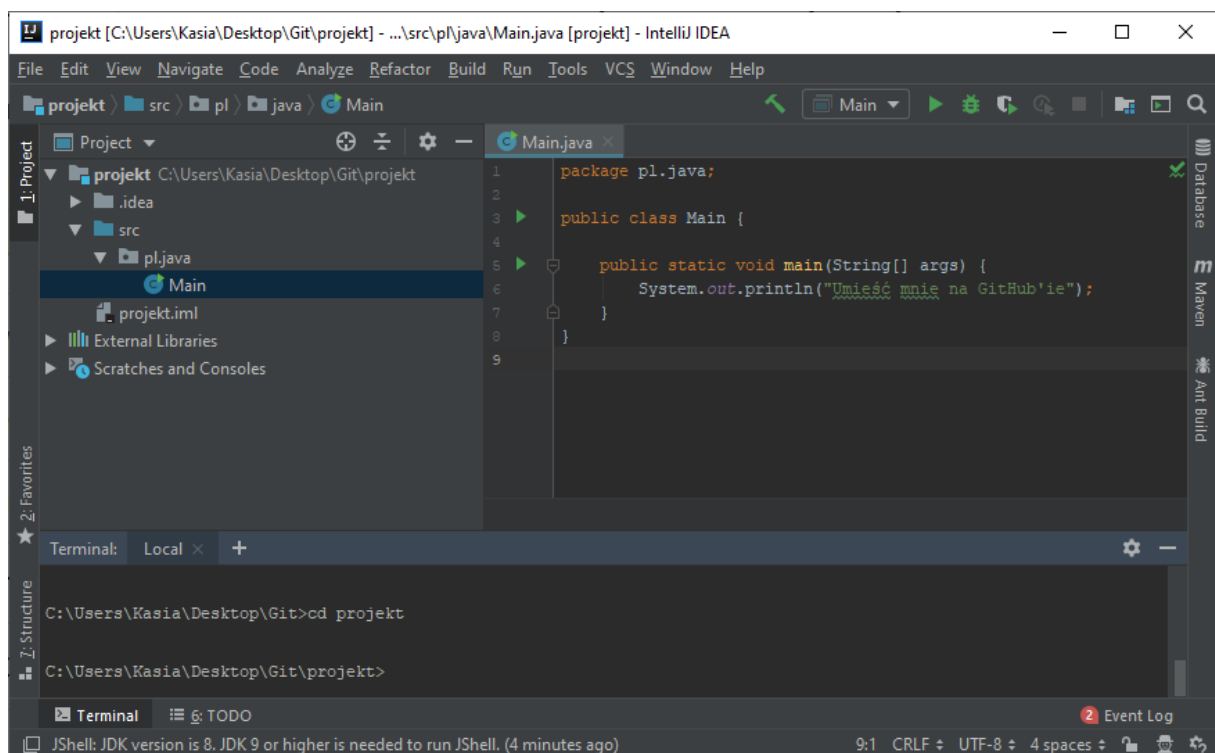 projekt [C:\Users\Kasia\Desktop\Git\projekt] - ...\src\pl\java\Main.java [projekt] - IntelliJ IDEA
File Edit View Navigate Code Analyze Refactor Build Run Tools VCS Window Help
projekt src pl java Main
Main
1: Project
Project
projekt C:\Users\Kasia\Desktop\Git\projekt
.idea
src
pl.java
Main
projekt.iml
External Libraries
Scratches and Consoles
Main.java
1 package pl.java;
2
3 public class Main {
4
5 public static void main(String[] args) {
6 System.out.println("Umieść mnie na GitHub'ie");
7 }
8 }
9
Database
m Maven
Ant Build
2: Favorites
7: Structure
Terminal: Local +
C:\Users\Kasia\Desktop\Git>cd projekt
C:\Users\Kasia\Desktop\Git\projekt>
Terminal 6: TODO
2 Event Log
JShell: JDK version is 8. JDK 9 or higher is needed to run JShell. (4 minutes ago) 9:1 CRLF UTF-8 4 spaces